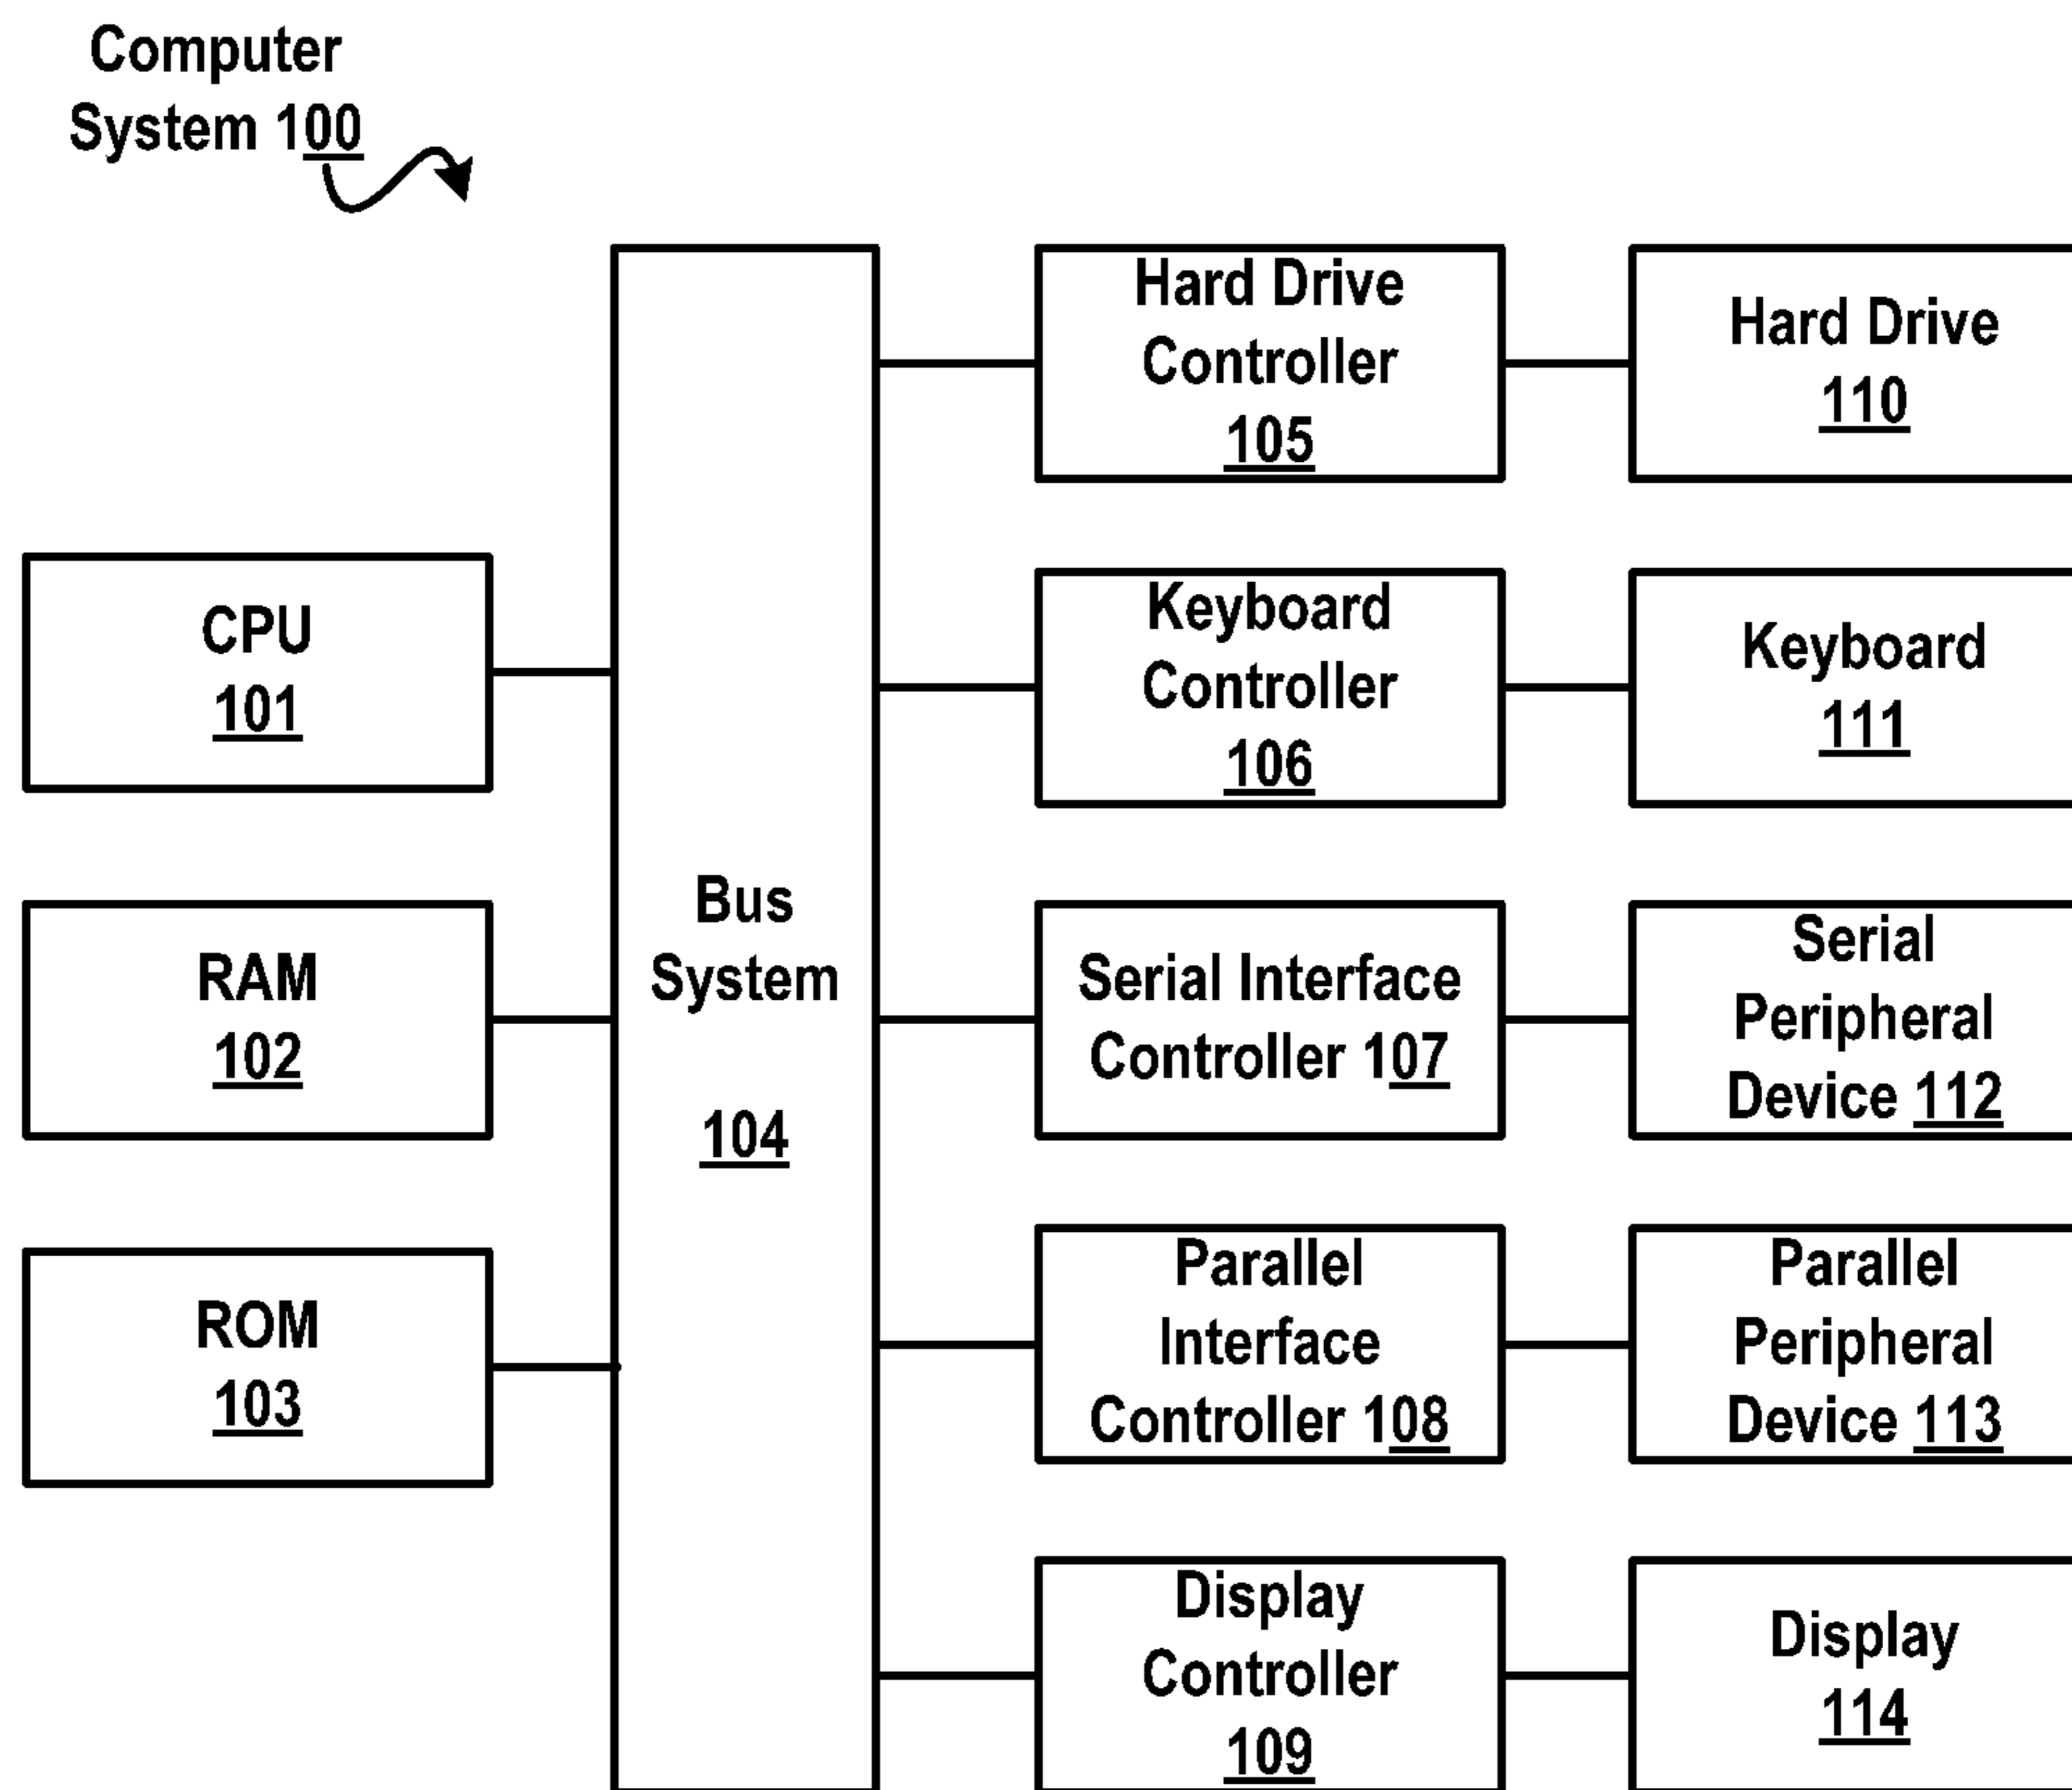 Computer
System 100
Hard Drive
Controller
105
Hard Drive
110
CPU
101
Keyboard
Controller
106
Keyboard
111
RAM
102
Bus
System
104
Serial Interface
Controller 107
Serial
Peripheral
Device 112
ROM
103
Parallel
Interface
Controller 108
Parallel
Peripheral
Device 113
Display
Controller
109
Display
114